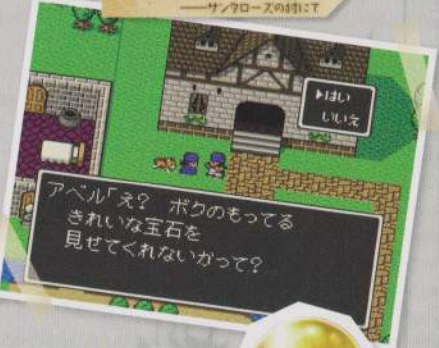 ――サンタローズの村にて
▶はい
いいえ
アベル「え? ボクのもってる
きれいな宝石を
見せてくれないかって?